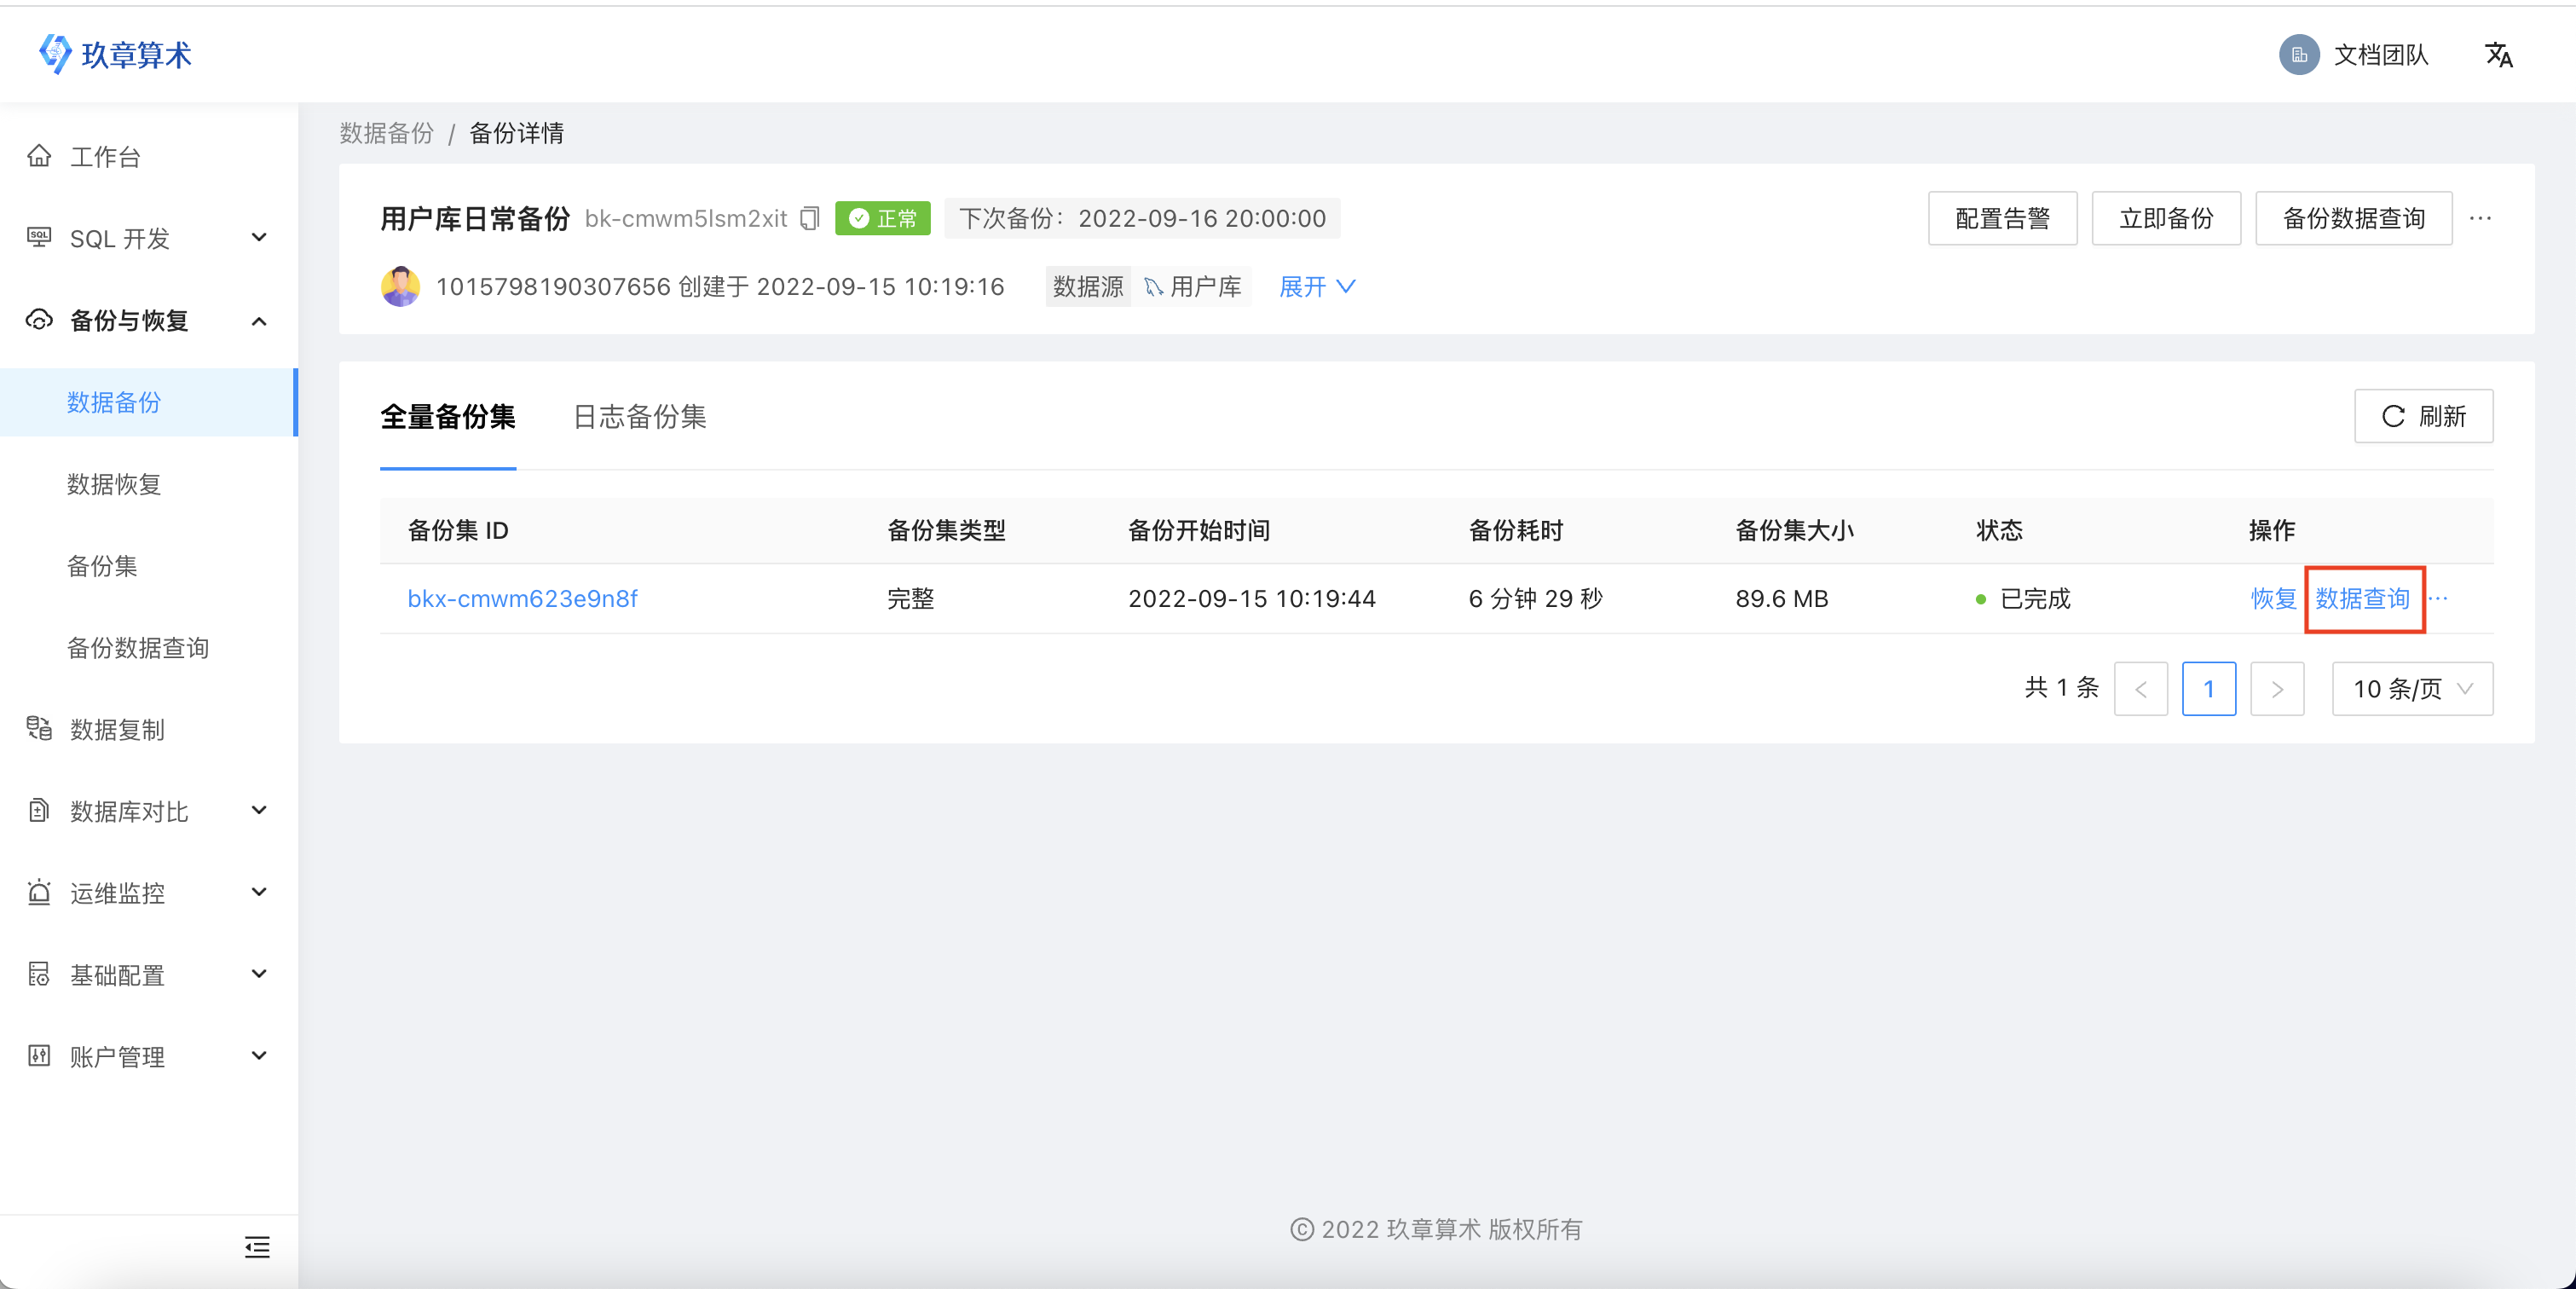 玖章算术
文档团队
工作台
SQL 开发
备份与恢复
数据备份
数据恢复
备份集
备份数据查询
数据复制
数据库对比
运维监控
基础配置
账户管理
数据备份 / 备份详情
用户库日常备份 bk-cmwm5lsm2xit 正常 下次备份：2022-09-16 20:00:00
配置告警 立即备份 备份数据查询 ···
1015798190307656 创建于 2022-09-15 10:19:16 数据源 用户库 展开
全量备份集 日志备份集 刷新
备份集 ID 备份集类型 备份开始时间 备份耗时 备份集大小 状态 操作
bkx-cmwm623e9n8f 完整 2022-09-15 10:19:44 6 分钟 29 秒 89.6 MB 已完成 恢复 数据查询 ···
共 1 条 < 1 > 10 条/页
© 2022 玖章算术 版权所有